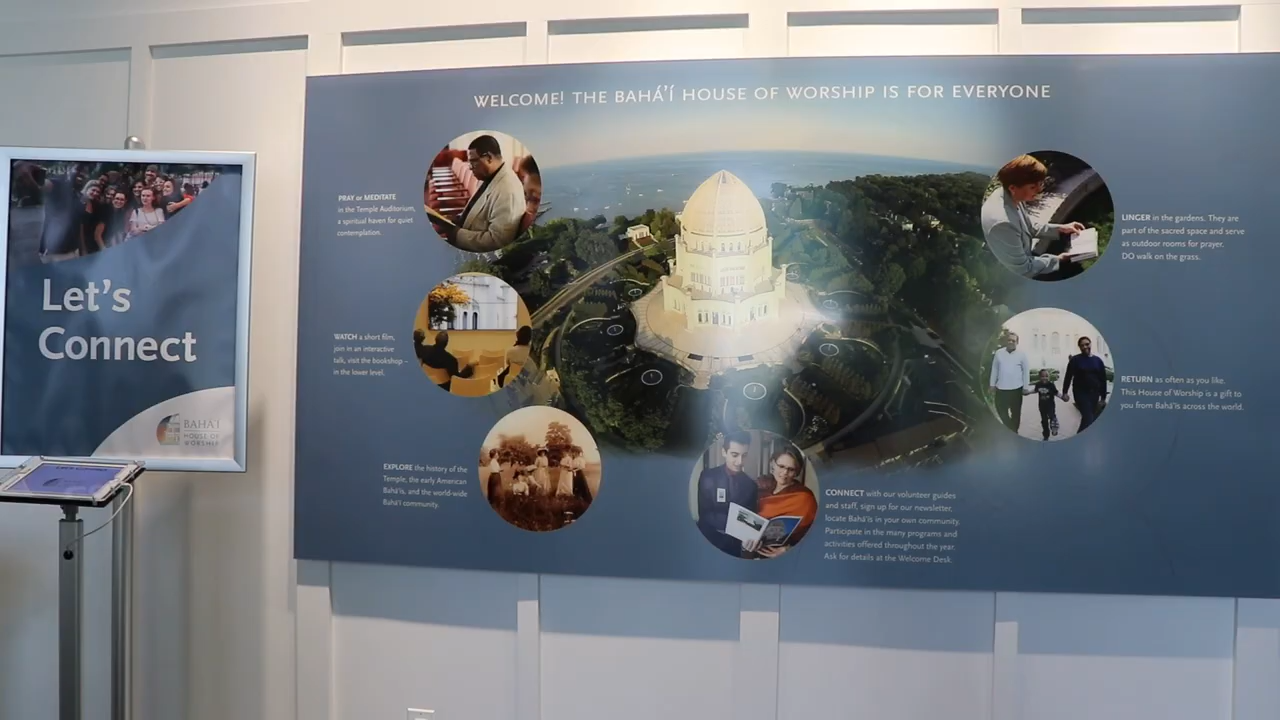 WELCOME! THE BAHÁ'Í HOUSE OF WORSHIP IS FOR EVERYONE
Let's
Connect
BAHÁ'Í
HOUSE OF
WORSHIP
PRAY or MEDITATE
in the Temple Auditorium,
a spiritual haven for quiet
contemplation.
WATCH a short film,
join in an interactive
talk, visit the bookshop –
in the lower level.
EXPLORE the history of the
Temple, the early American
Bahá'ís, and the world-wide
Bahá'í community.
CONNECT with our volunteer guides
and staff, sign up for our newsletter,
locate Bahá'ís in your own community.
Participate in the many programs and
activities offered throughout the year.
Ask for details at the Welcome Desk.
LINGER in the gardens. They are
part of the sacred space and serve
as outdoor rooms for prayer.
DO walk on the grass.
RETURN as often as you like.
This House of Worship is a gift to
you from Bahá'ís across the world.